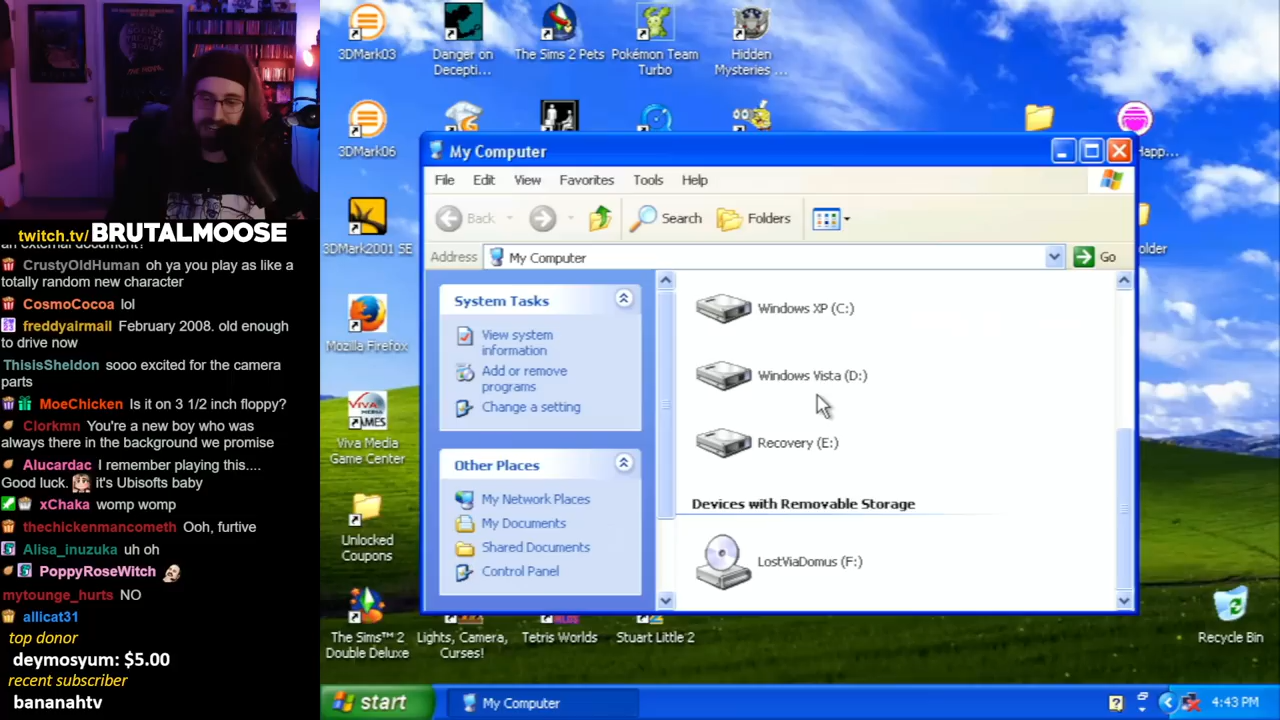 twitch.tv/BRUTALMOOSE
CrustyOldHuman oh ya you play as like a
totally random new character
CosmoCocoa lol
freddyairmail February 2008. old enough
to drive now
ThisisSheldon sooo excited for the camera
parts
MoeChicken Is it on 3 1/2 inch floppy?
Clorkmn You're a new boy who was
always there in the background we promise
Alucardac I remember playing this....
Good luck. it's Ubisofts baby
xChaka womp womp
thechickenmancometh Ooh, furtive
Alisa_inuzuka uh oh
PoppyRoseWitch
mytounge_hurts NO
allicat31
top donor
deymosyum: $5.00
recent subscriber
bananahtv
3DMark03
Danger on
Decepti...
The Sims 2 Pets
Pokémon Team
Turbo
Hidden
Mysteries ...
3DMark06
3DMark2001 SE
Mozilla Firefox
VIVA
MEDIA
Viva Media
Game Center
Unlocked
Coupons
The Sims™ 2
Double Deluxe
Lights, Camera,
Curses!
Tetris Worlds
Stuart Little 2
Recycle Bin
My Computer
File Edit View Favorites Tools Help
Back Search Folders
Address My Computer Go
System Tasks
View system
information
Add or remove
programs
Change a setting
Other Places
My Network Places
My Documents
Shared Documents
Control Panel
Windows XP (C:)
Windows Vista (D:)
Recovery (E:)
Devices with Removable Storage
LostViaDomus (F:)
start My Computer ? 4:43 PM